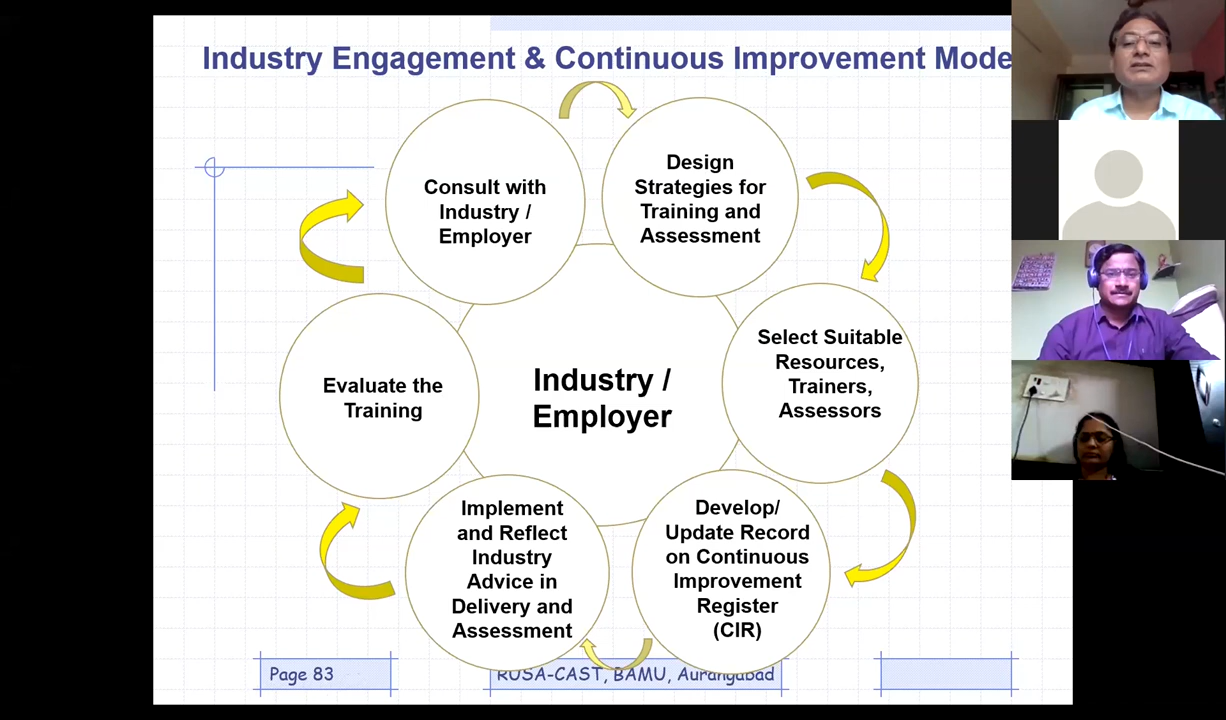 Industry Engagement & Continuous Improvement Mode
Consult with
Industry /
Employer
Design
Strategies for
Training and
Assessment
Select Suitable
Resources,
Trainers,
Assessors
Develop/
Update Record
on Continuous
Improvement
Register
(CIR)
Implement
and Reflect
Industry
Advice in
Delivery and
Assessment
Evaluate the
Training
Industry /
Employer
Page 83
RUSA-CAST, BAMU, Aurangabad